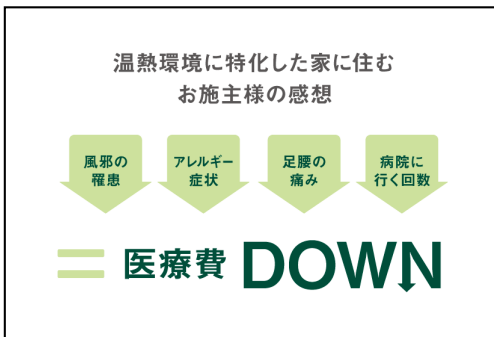 温熱環境に特化した家に住む
お施主様の感想
風邪の
罹患
アレルギー
症状
足腰の
痛み
病院に
行く回数
= 医療費 DOWN